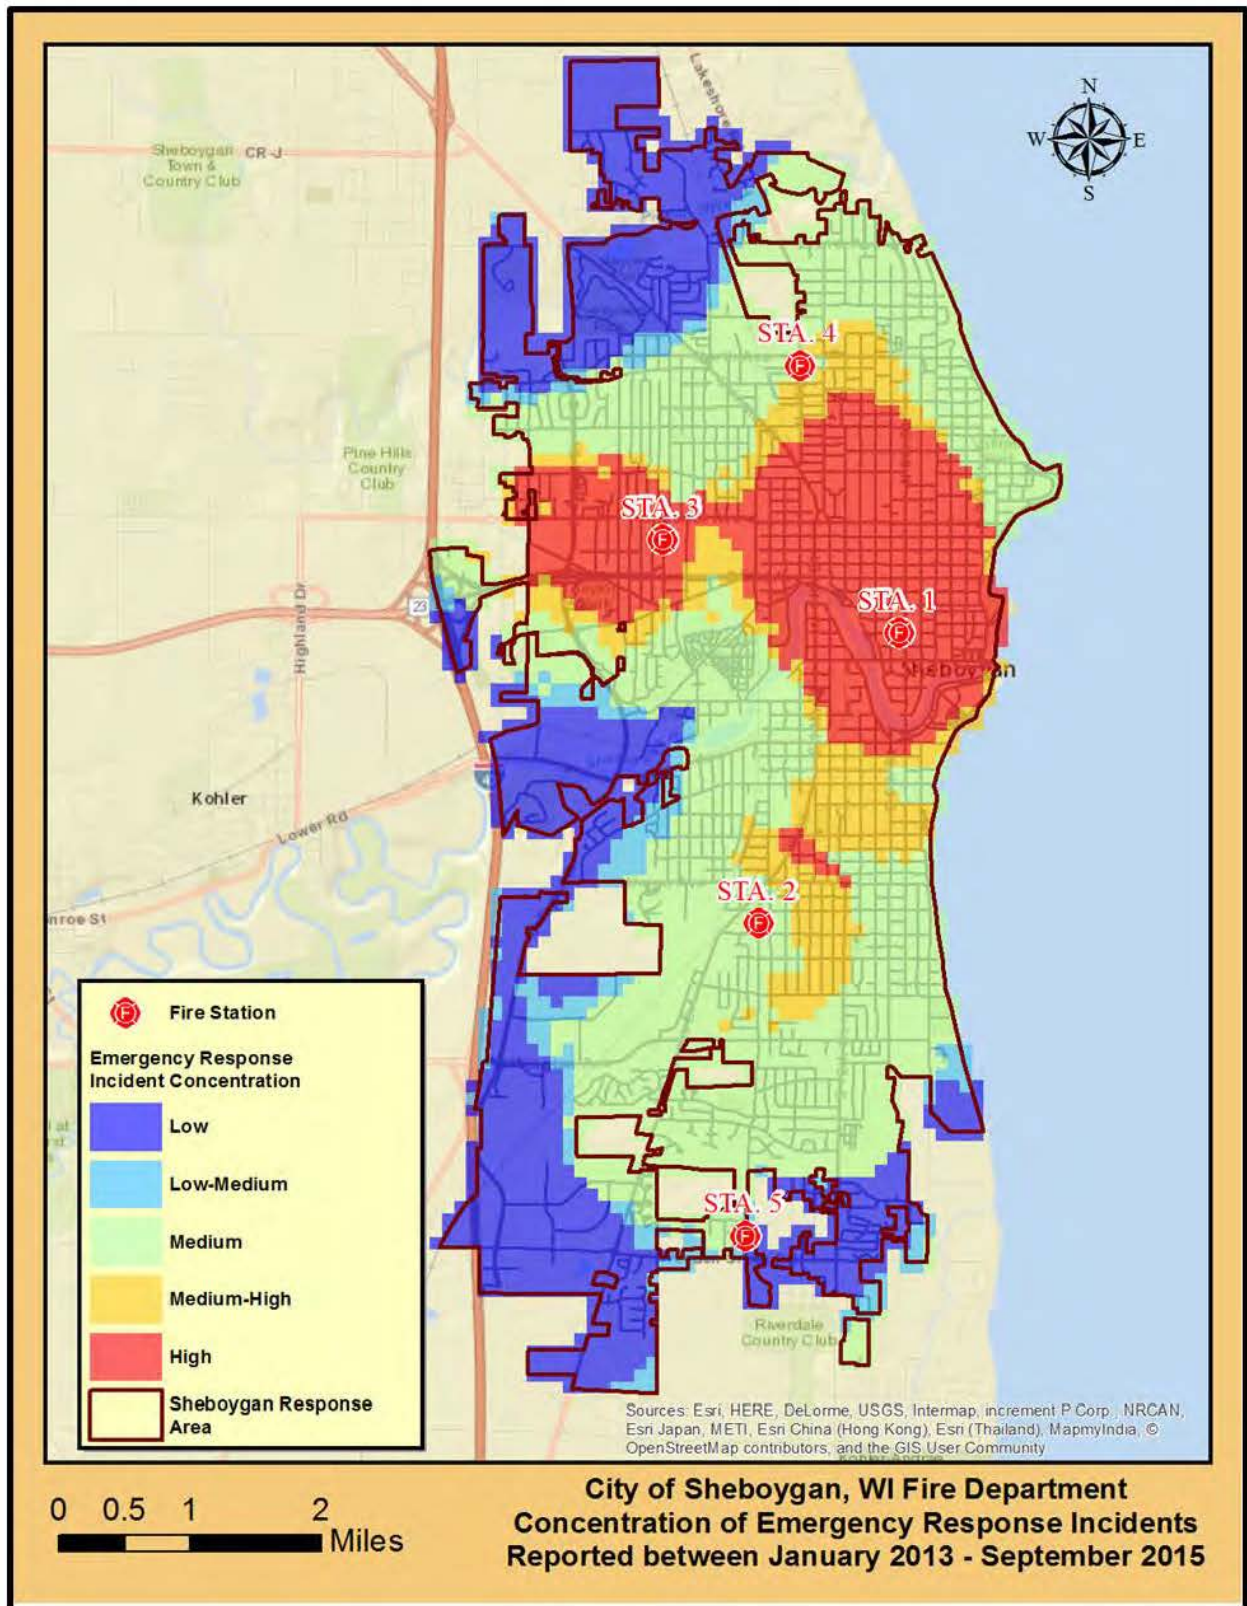 Lakeshore
N
W E
S
Sheboygan
Town &
Country Club
CR-J
STA. 4
Pine Hills
Country
Club
STA. 3
23
Highland Dr
STA. 1
Sheboygan
Kohler
Lower Rd
STA. 2
nroe St
STA. 5
Riverdale
Country Club
F Fire Station
Emergency Response
Incident Concentration
Low
Low-Medium
Medium
Medium-High
High
Sheboygan Response
Area
Sources: Esri, HERE, DeLorme, USGS, Intermap, increment P Corp., NRCAN,
Esri Japan, METI, Esri China (Hong Kong), Esri (Thailand), MapmyIndia, ©
OpenStreetMap contributors, and the GIS User Community
0 0.5 1 2
Miles
City of Sheboygan, WI Fire Department
Concentration of Emergency Response Incidents
Reported between January 2013 - September 2015